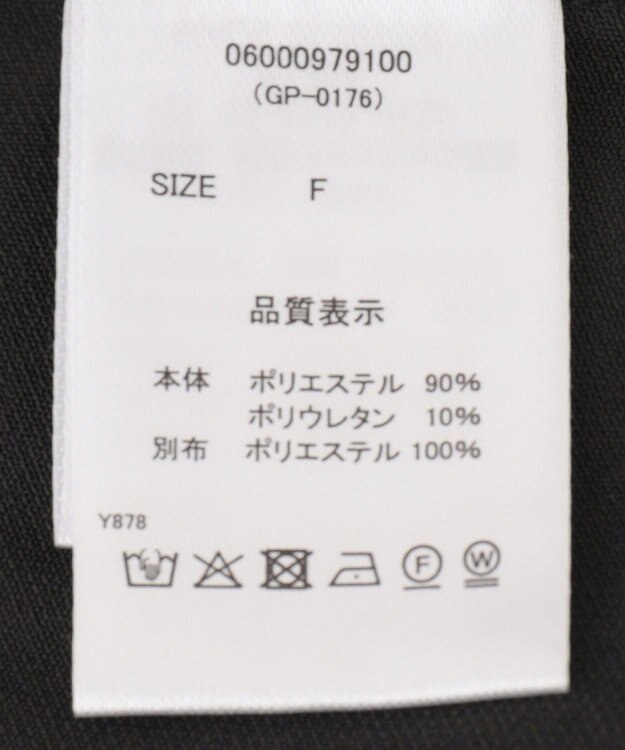 06000979100
(GP-0176)
SIZE F
品質表示
本体 ポリエステル 90%
ポリウレタン 10%
別布 ポリエステル 100%
Y878
F W